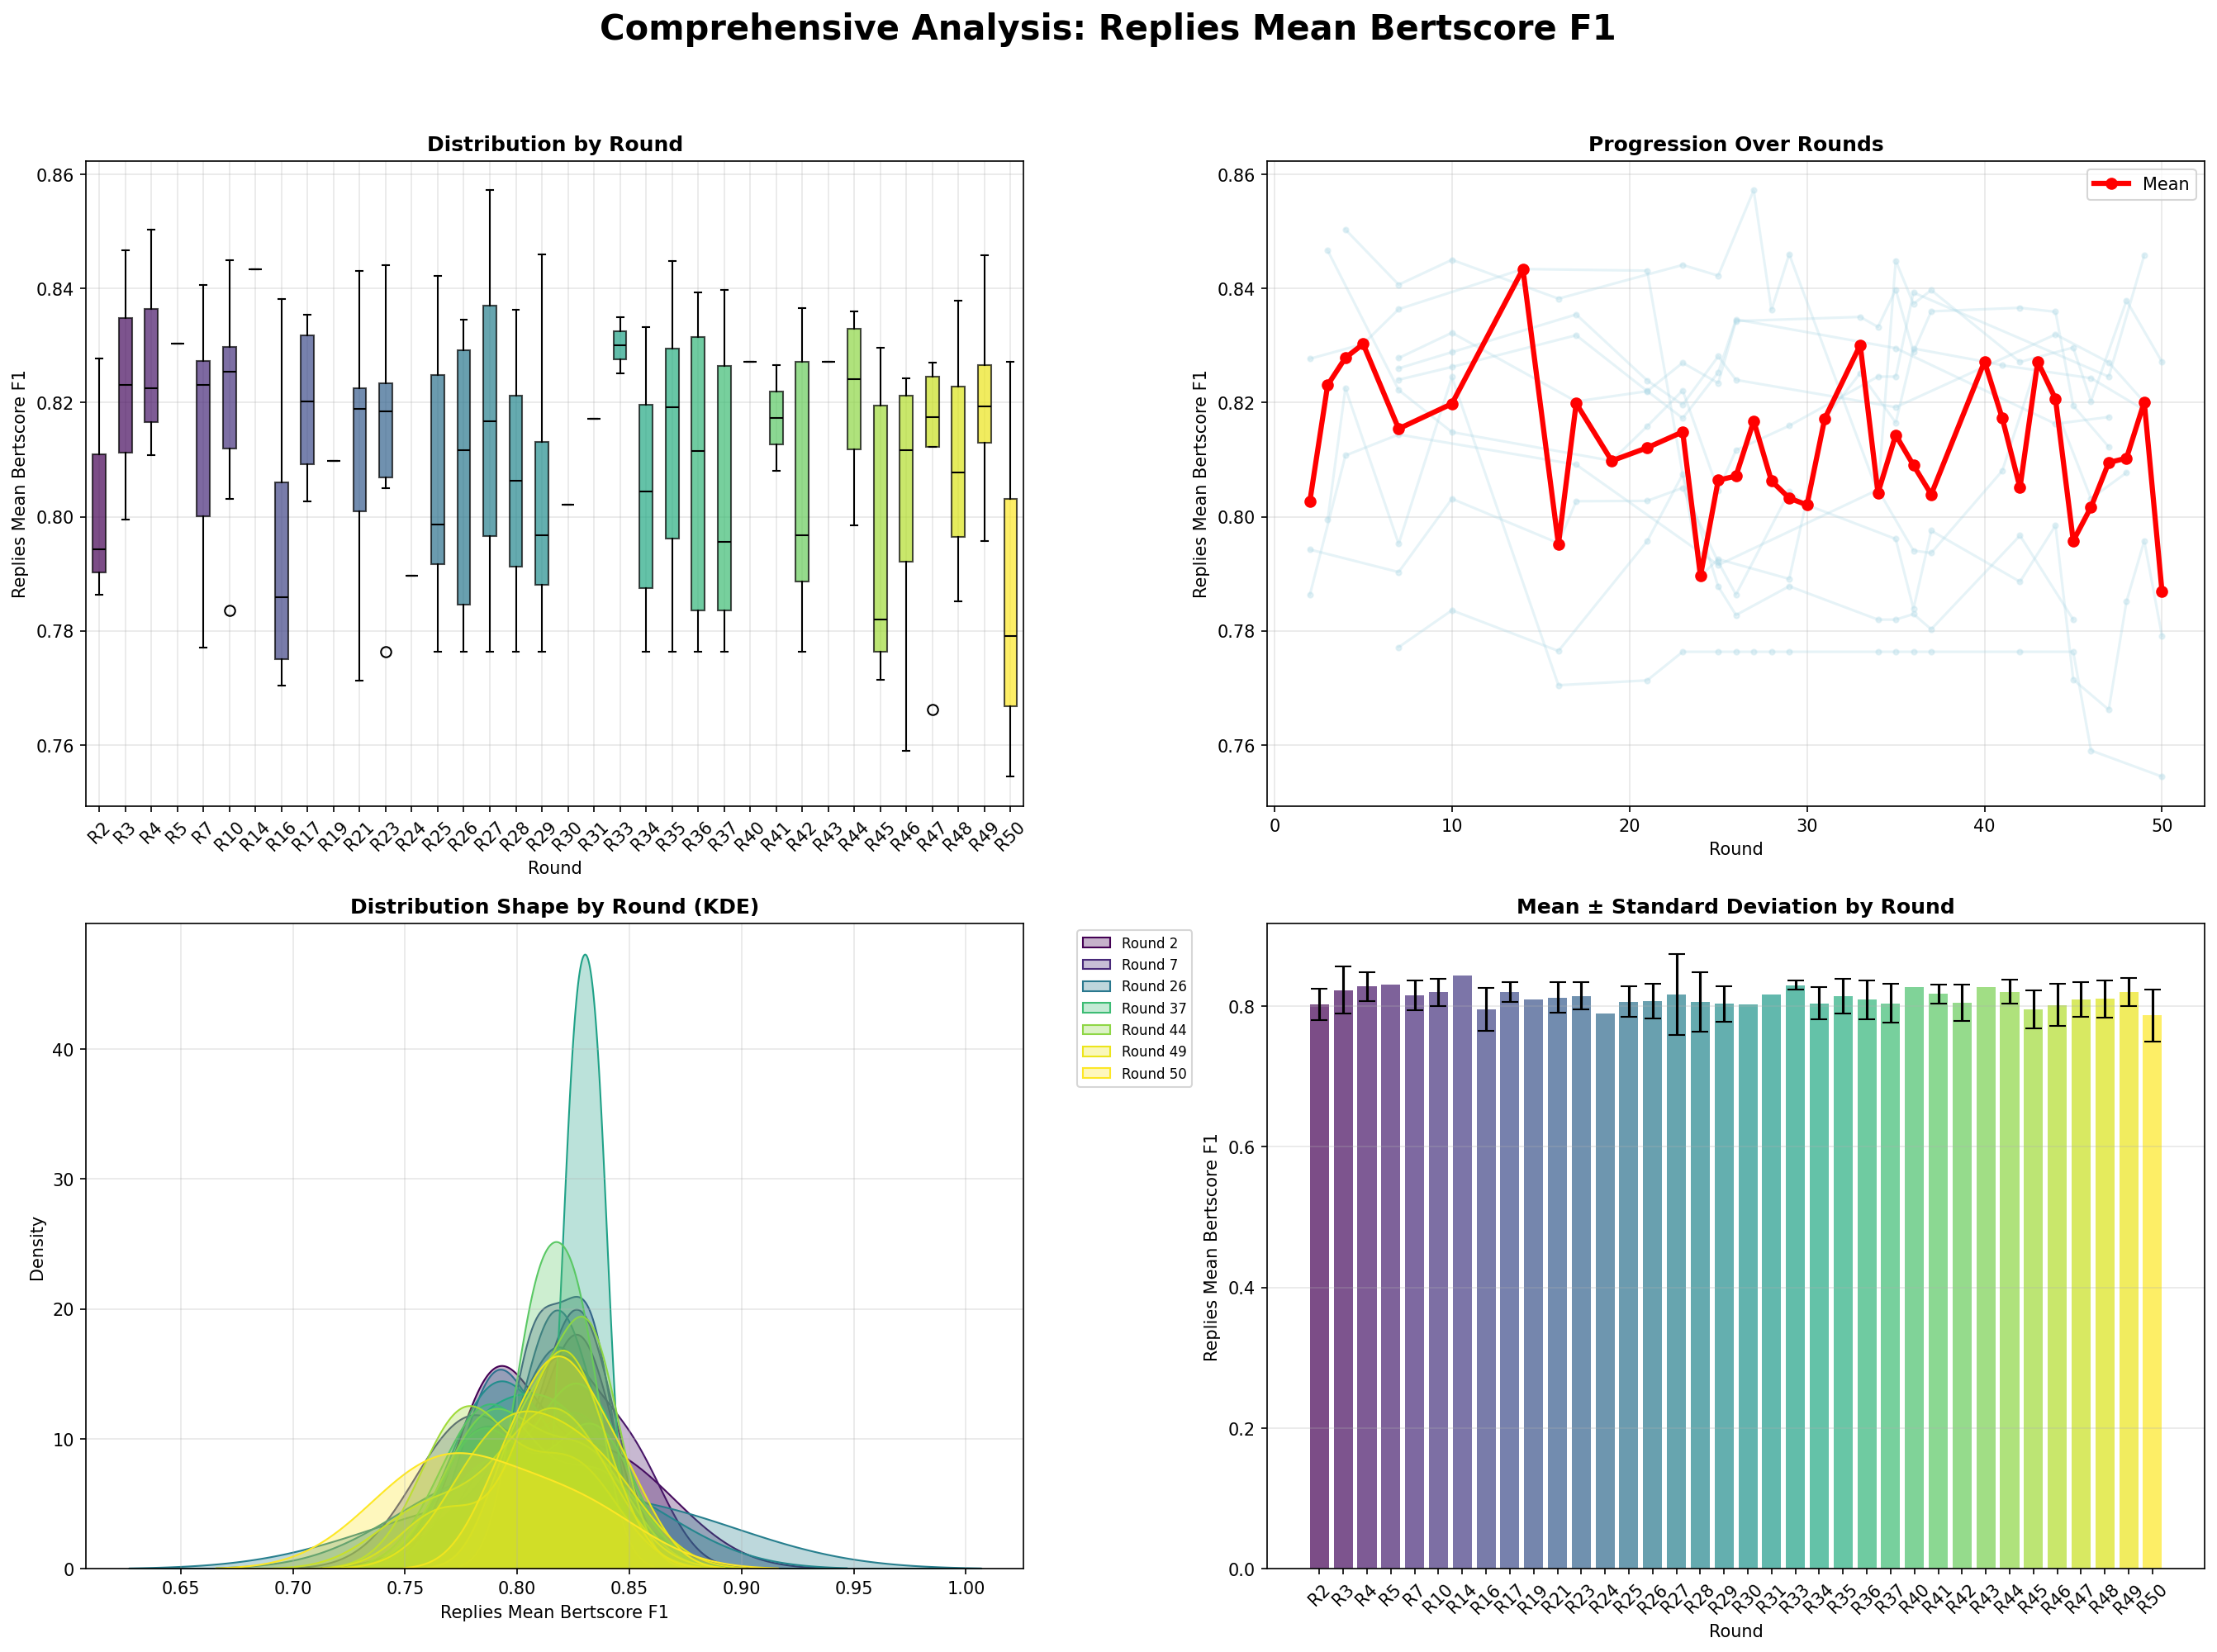 Comprehensive Analysis: Replies Mean Bertscore F1
Distribution by Round
Replies Mean Bertscore F1
0.86
0.84
0.82
0.80
0.78
0.76
R2 R3 R4 R5 R7 R10 R14 R16 R17 R19 R21 R23 R24 R25 R26 R27 R28 R29 R30 R31 R33 R34 R35 R36 R37 R40 R41 R42 R43 R44 R45 R46 R47 R48 R49 R50
Round
Progression Over Rounds
Mean
Replies Mean Bertscore F1
0.86
0.84
0.82
0.80
0.78
0.76
0 10 20 30 40 50
Round
Distribution Shape by Round (KDE)
Density
40
30
20
10
0
0.65 0.70 0.75 0.80 0.85 0.90 0.95 1.00
Replies Mean Bertscore F1
Round 2
Round 7
Round 26
Round 37
Round 44
Round 49
Round 50
Mean ± Standard Deviation by Round
Replies Mean Bertscore F1
0.8
0.6
0.4
0.2
0.0
R2 R3 R4 R5 R7 R10 R14 R16 R17 R19 R21 R23 R24 R25 R26 R27 R28 R29 R30 R31 R33 R34 R35 R36 R37 R40 R41 R42 R43 R44 R45 R46 R47 R48 R49 R50
Round